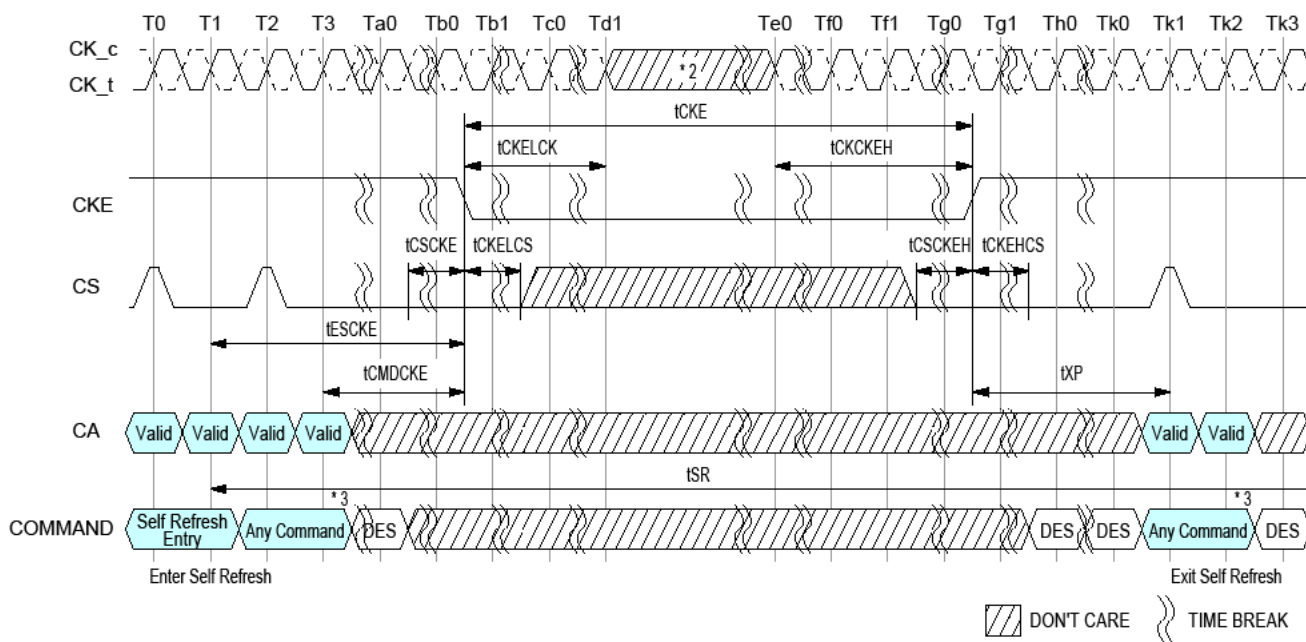 T0 T1 T2 T3 Ta0 Tb0 Tb1 Tc0 Td1 Te0 Tf0 Tf1 Tg0 Tg1 Th0 Tk0 Tk1 Tk2 Tk3
CK_c
CK_t
* 2
tCKE
tCKELCK tCKCKEH
CKE
tCSCKE tCKELCS tCSCKEH tCKEHCS
CS
tESCKE
tCMDCKE tXP
CA Valid Valid Valid Valid Valid Valid
tSR
* 3 * 3
COMMAND Self Refresh Entry Any Command DES DES DES Any Command DES
Enter Self Refresh Exit Self Refresh
DON'T CARE TIME BREAK